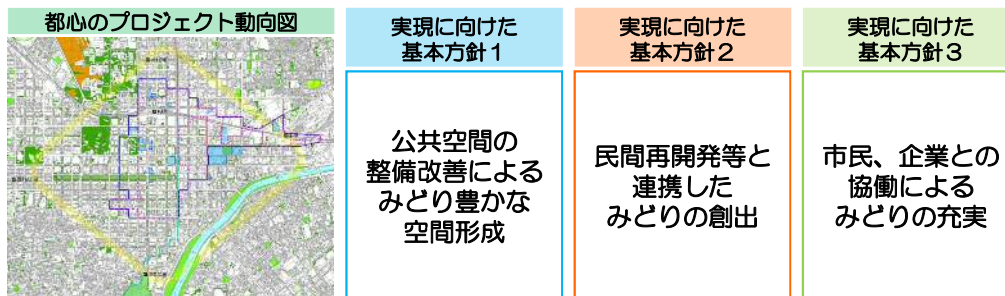 都心のプロジェクト動向図
実現に向けた
基本方針１
公共空間の
整備改善による
みどり豊かな
空間形成
実現に向けた
基本方針２
民間再開発等と
連携した
みどりの創出
実現に向けた
基本方針３
市民、企業との
協働による
みどりの充実